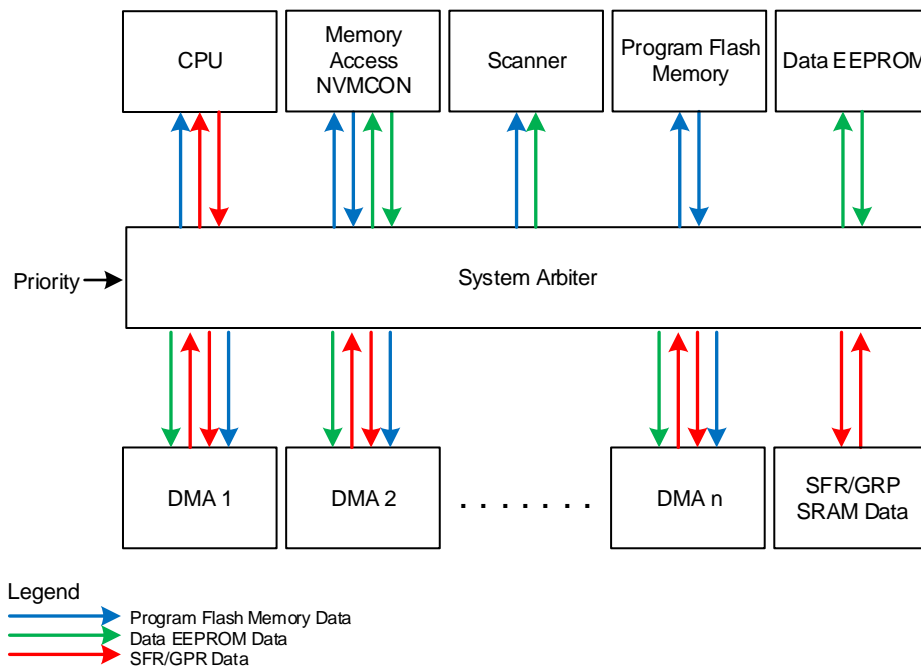 CPU
Memory
Access
NVMCON
Scanner
Program Flash
Memory
Data EEPROM
Priority
System Arbiter
DMA 1
DMA 2
. . . . . . .
DMA n
SFR/GRP
SRAM Data
Legend
Program Flash Memory Data
Data EEPROM Data
SFR/GPR Data